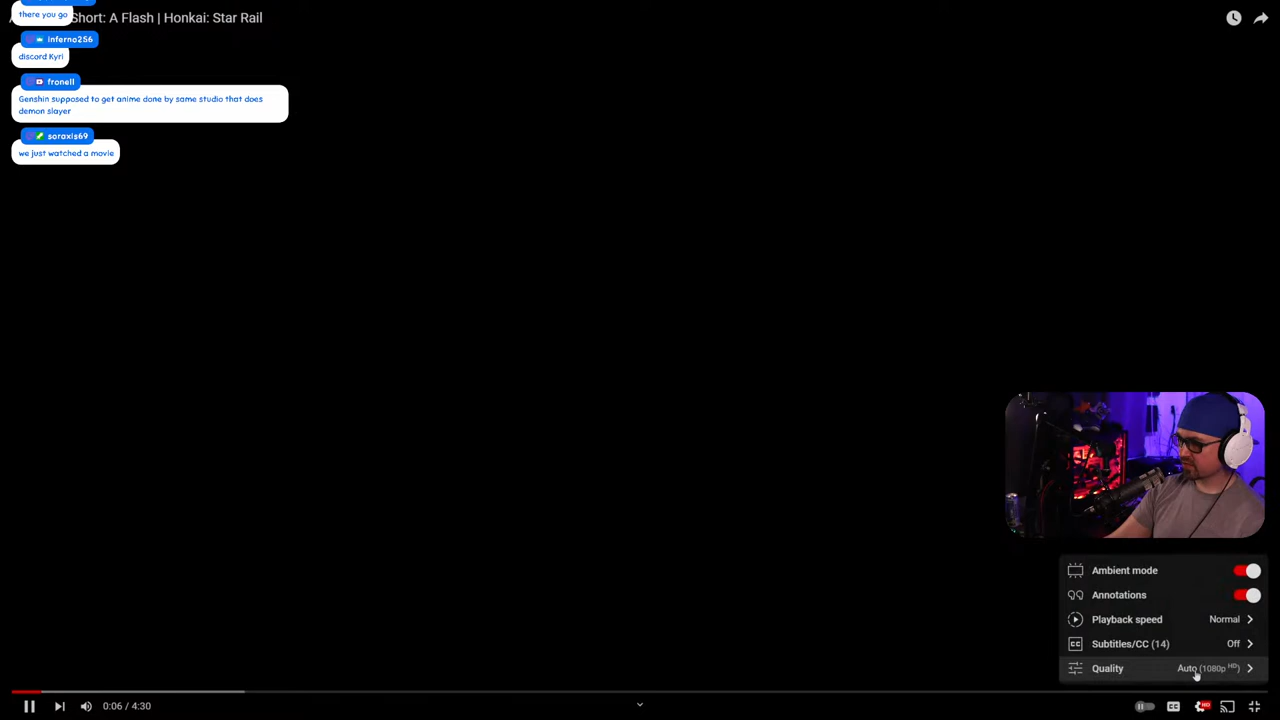 there you go
Short: A Flash | Honkai: Star Rail
inferno256
discord Kyri
fronell
Genshin supposed to get anime done by same studio that does
demon slayer
soraxis69
we just watched a movie
Ambient mode
Annotations
Playback speed Normal
Subtitles/CC (14) Off
Quality Auto (1080p HD)
0:06 / 4:30
CC
HD